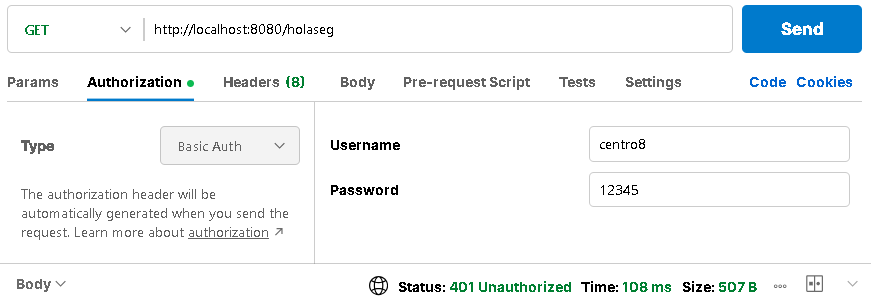 GET http://localhost:8080/holaseg Send
Params Authorization Headers (8) Body Pre-request Script Tests Settings Code Cookies
Type Basic Auth
The authorization header will be
automatically generated when you send the
request. Learn more about authorization ↗
Username centro8
Password 12345
Body Status: 401 Unauthorized Time: 108 ms Size: 507 B